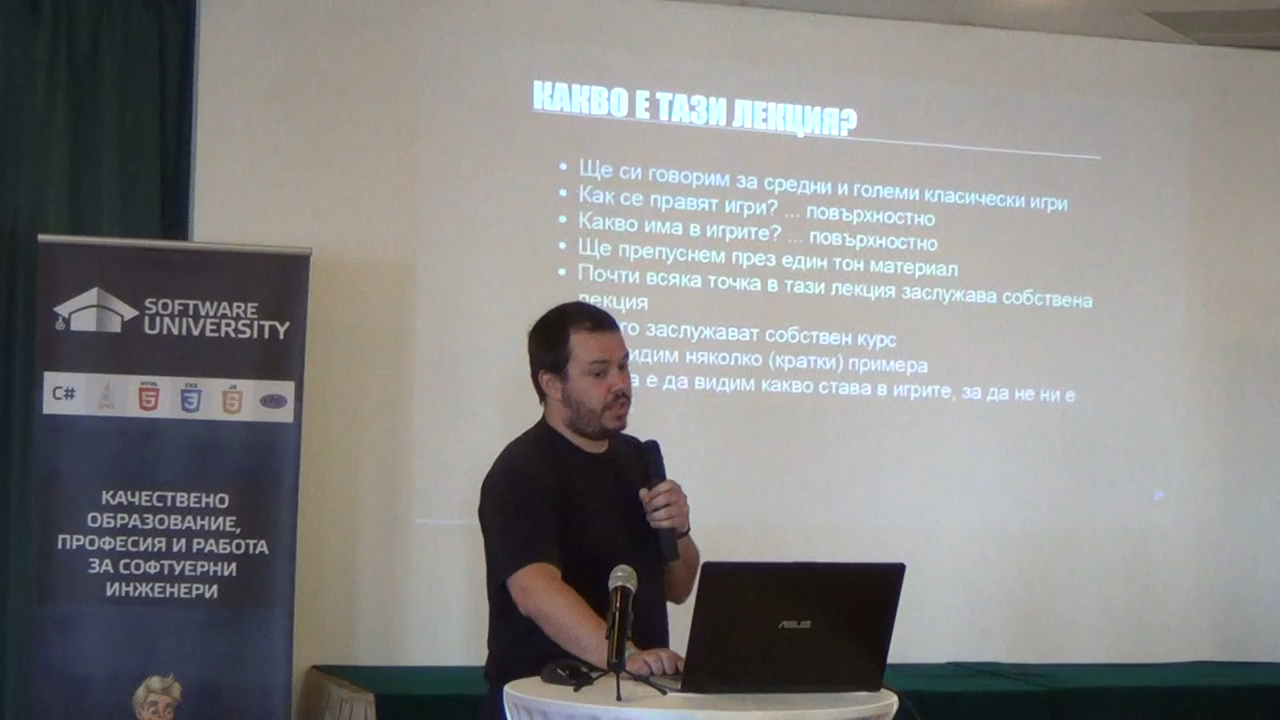 КАКВО Е ТАЗИ ЛЕКЦИЯ?
Ще си говорим за средни и големи класически игри
Как се правят игри? ... повърхностно
Какво има в игрите? ... повърхностно
Ще препуснем през един тон материал
Почти всяка точка в тази лекция заслужава собствена
лекция
заслужават собствен курс
няколко (кратки) примера
е да видим какво става в игрите, за да не ни е
SOFTWARE
UNIVERSITY
C# HTML 5 CSS 3 JS 5 php
КАЧЕСТВЕНО
ОБРАЗОВАНИЕ,
ПРОФЕСИЯ И РАБОТА
ЗА СОФТУЕРНИ
ИНЖЕНЕРИ
ASUS